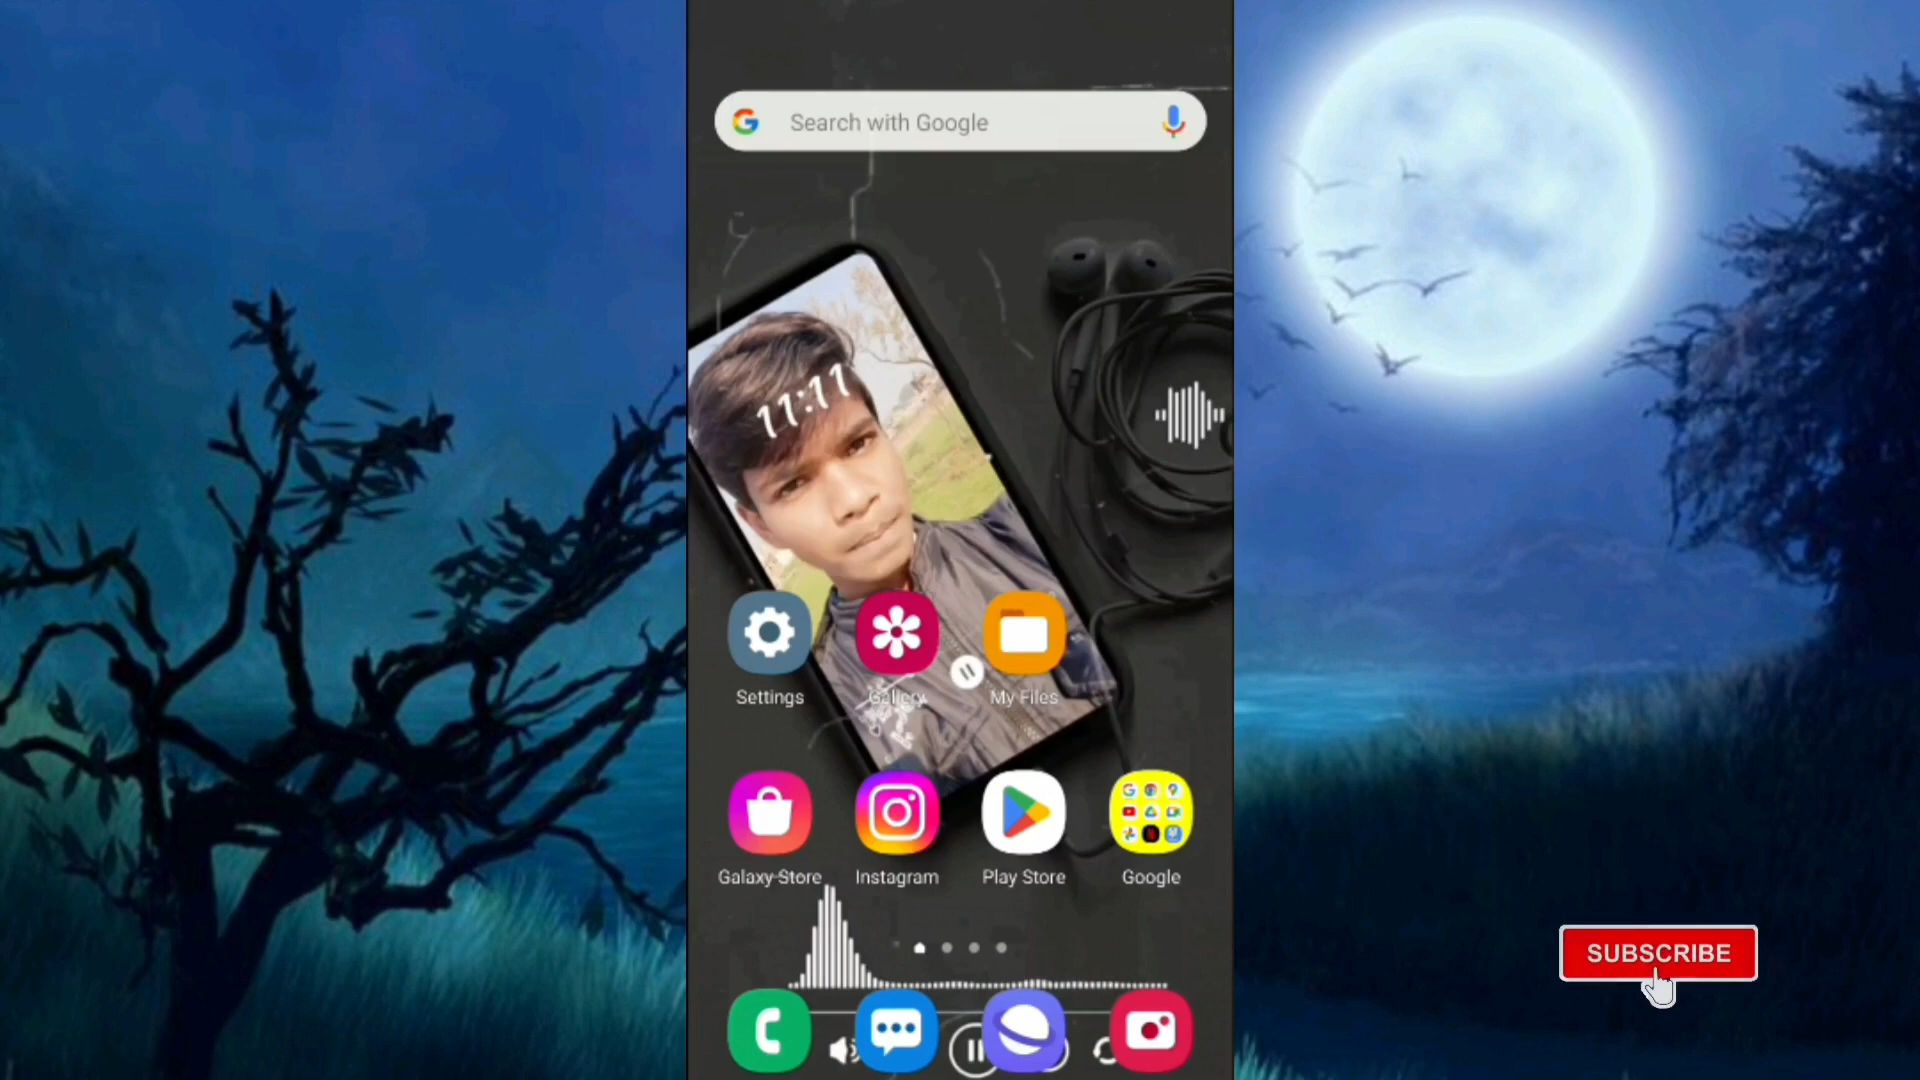 Search with Google
11:11
Settings
Gallery
My Files
Galaxy Store
Instagram
Play Store
Google
SUBSCRIBE